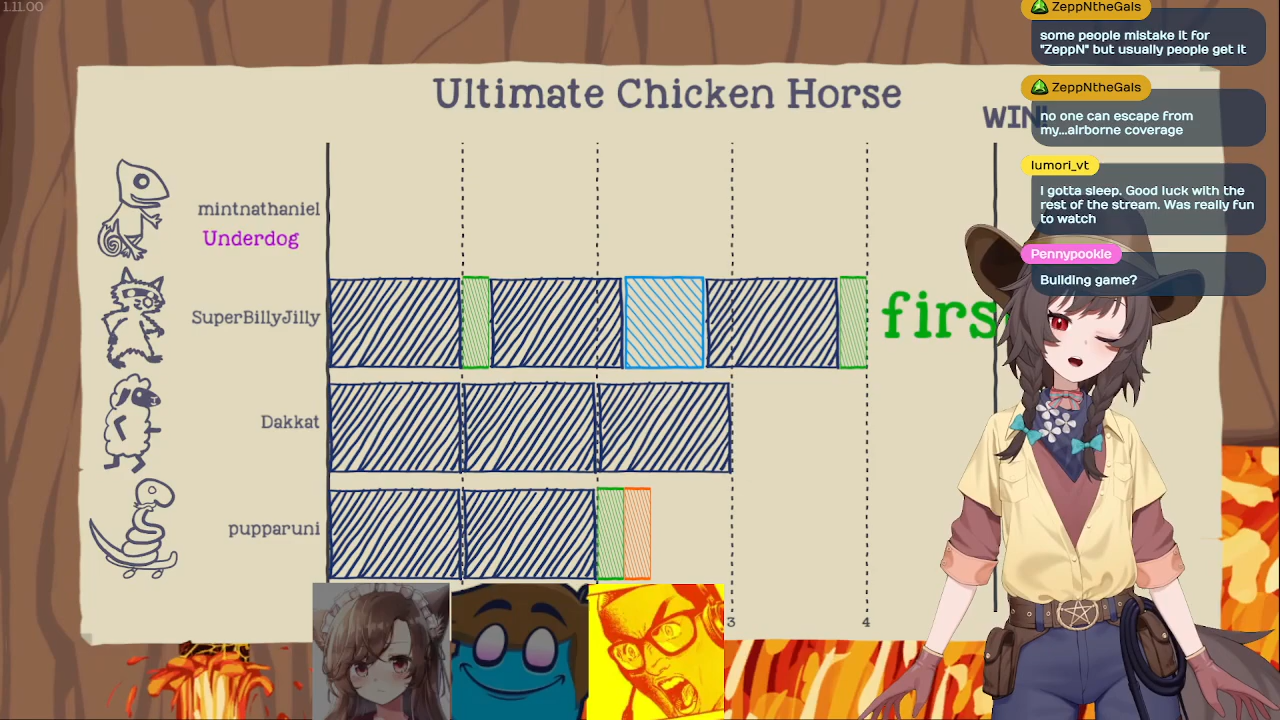 1.11.00
Ultimate Chicken Horse
WIN!
mintnathaniel
Underdog
SuperBillyJilly
firs
Dakkat
pupparuni
3
4
ZeppNtheGals
some people mistake it for
"ZeppN" but usually people get it
ZeppNtheGals
no one can escape from
my...airborne coverage
lumori_vt
I gotta sleep. Good luck with the
rest of the stream. Was really fun
to watch
Pennypookie
Building game?